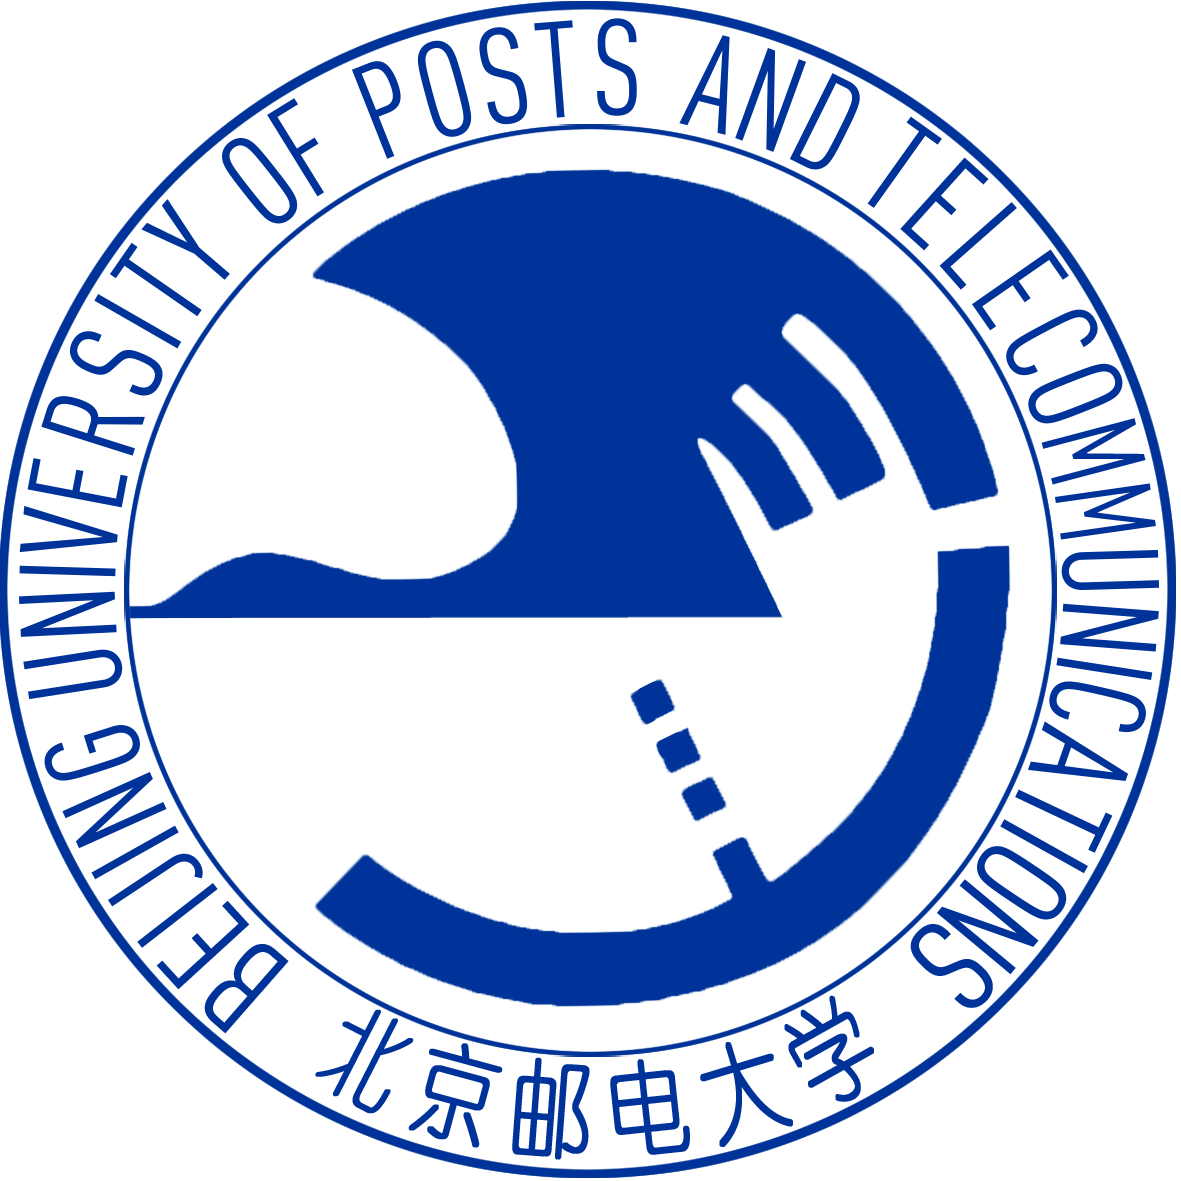 BEIJING UNIVERSITY OF POSTS AND TELECOMMUNICATIONS
北京邮电大学